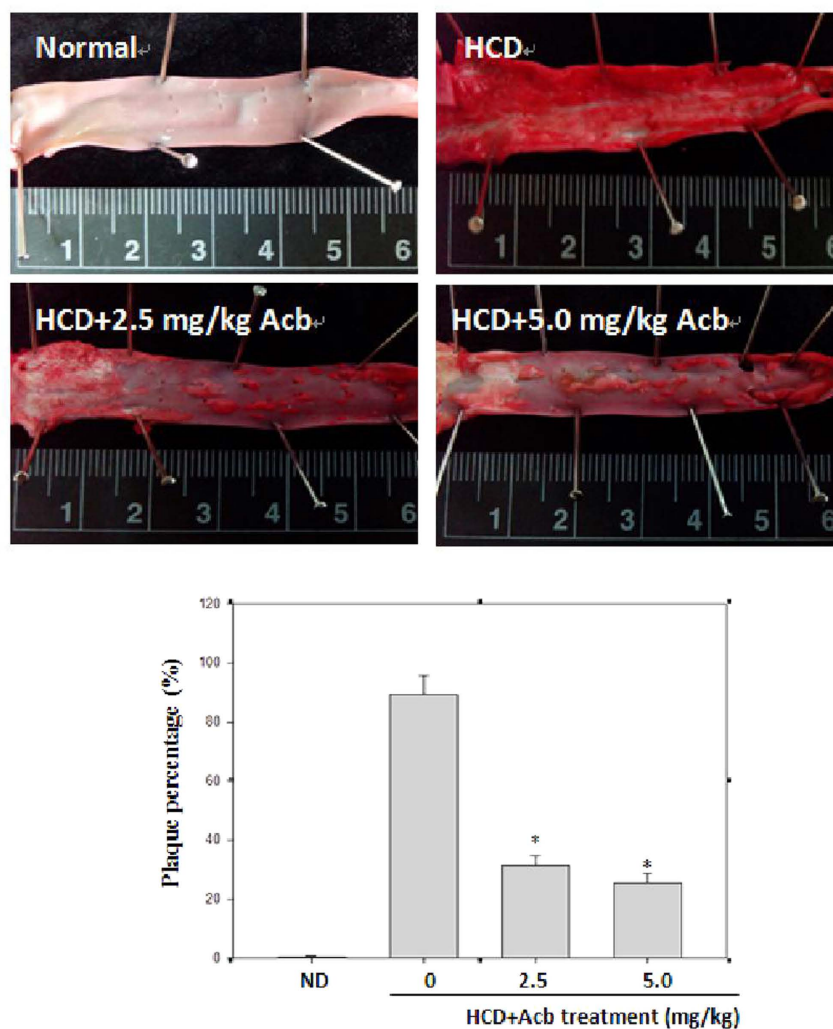 Normal↵
HCD↵
1 2 3 4 5 6
1 2 3 4 5 6
HCD+2.5 mg/kg Acb↵
HCD+5.0 mg/kg Acb↵
1 2 3 4 5 6
1 2 3 4 5 6
Plaque percentage (%)
120
100
80
60
40
20
0
* *
ND 0 2.5 5.0
HCD+Acb treatment (mg/kg)